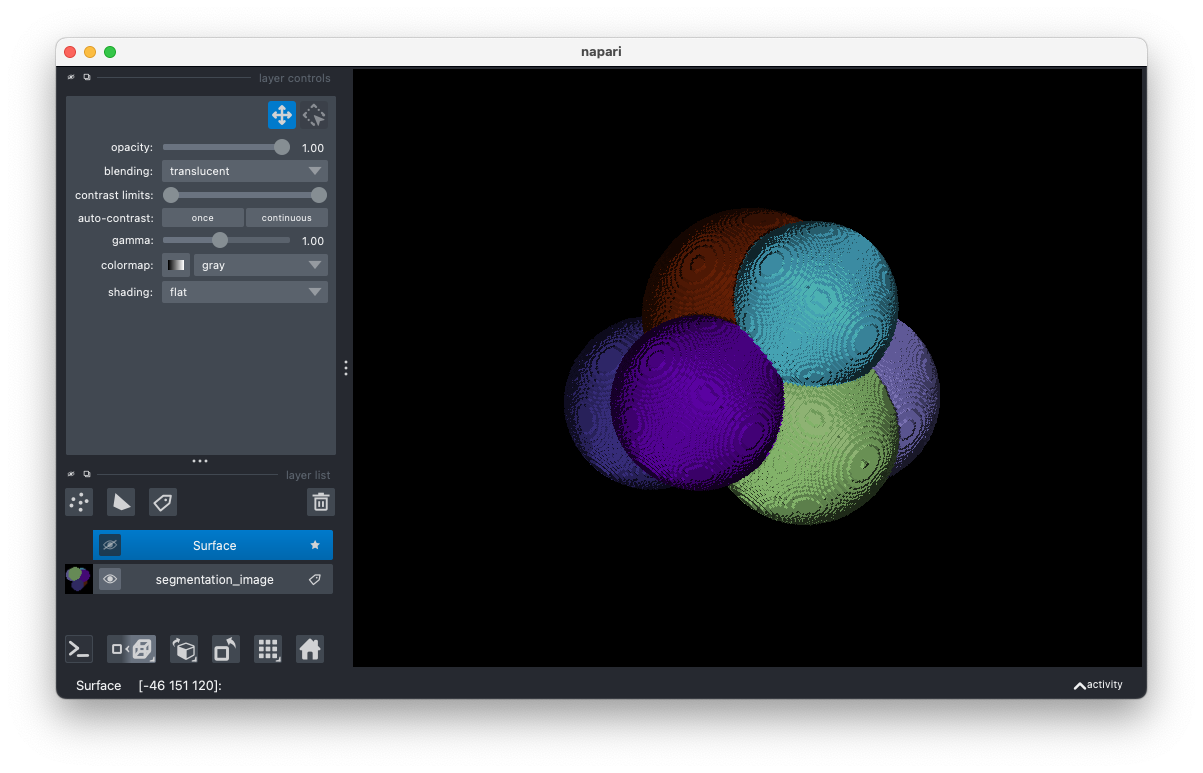 napari
layer controls
opacity: 1.00
blending: translucent
contrast limits:
auto-contrast: once continuous
gamma: 1.00
colormap: gray
shading: flat
layer list
Surface
segmentation_image
Surface [-46 151 120]:
activity